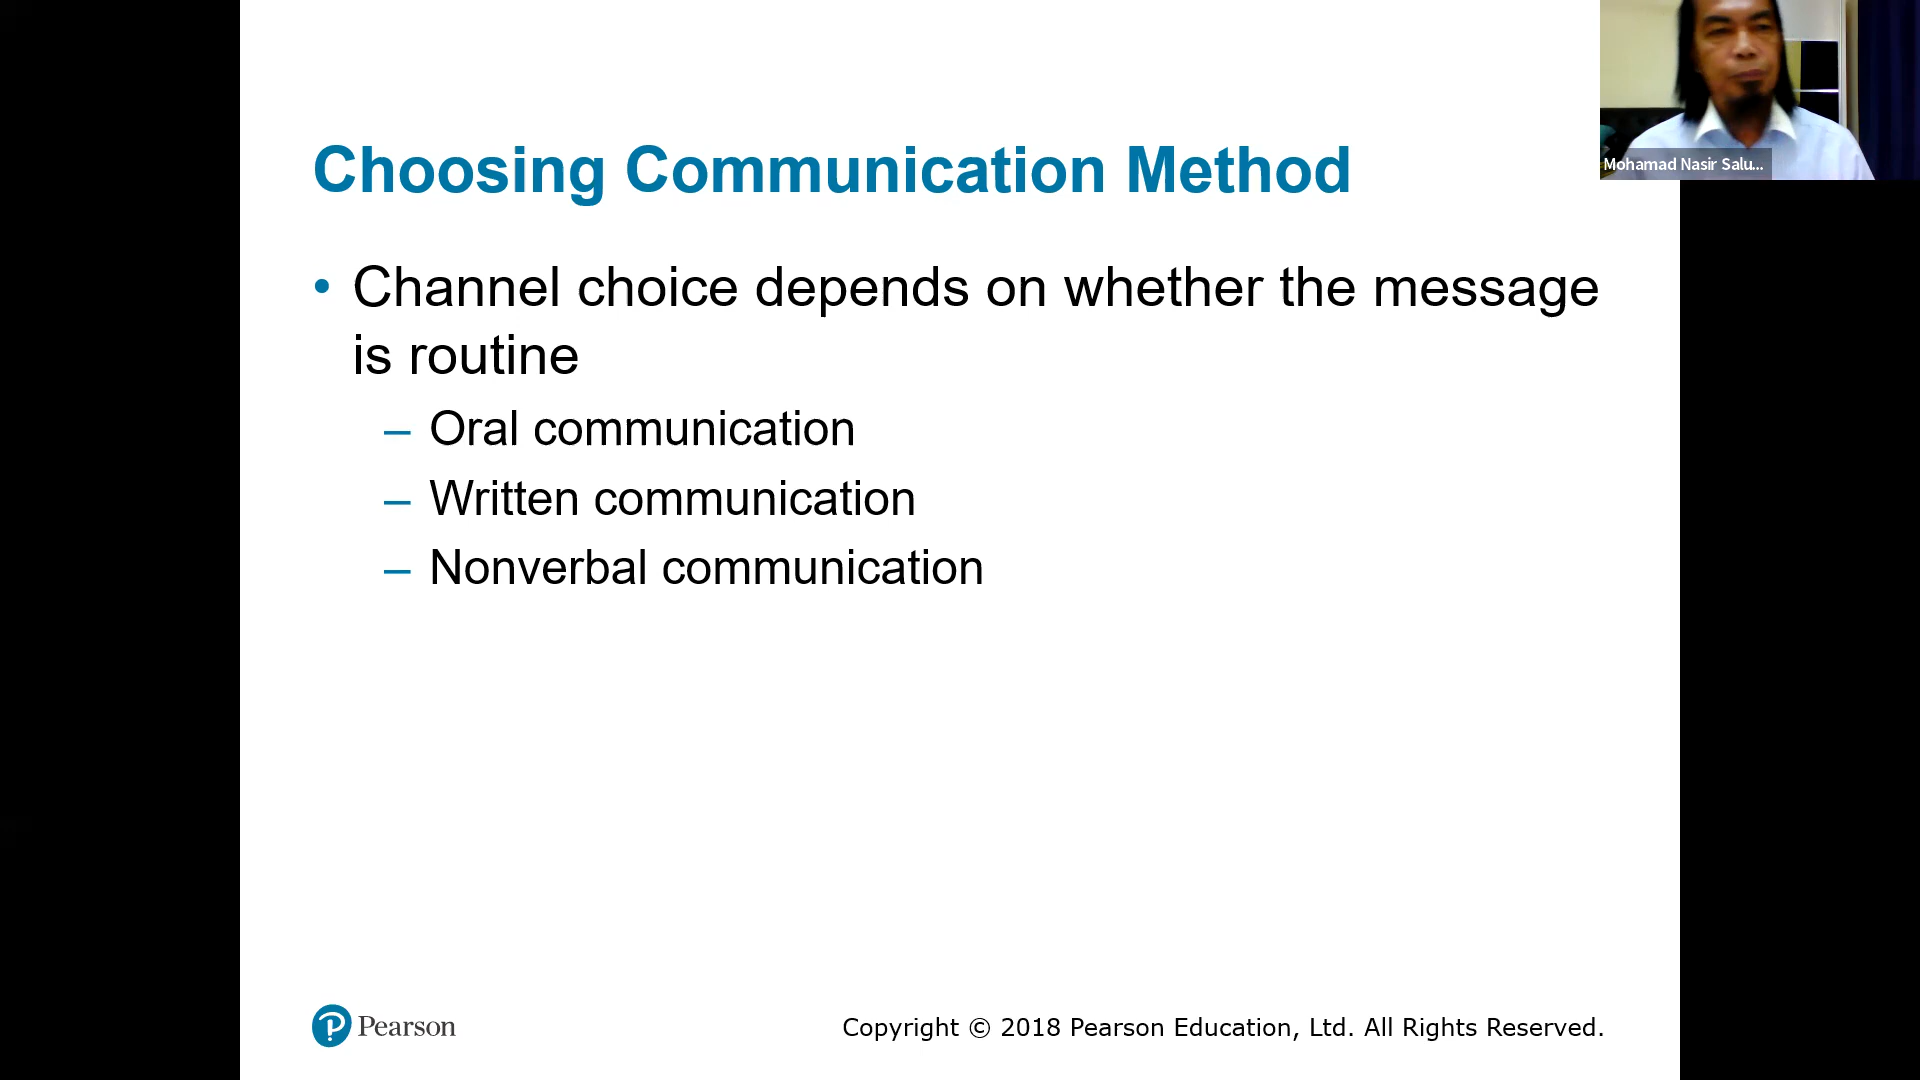 Choosing Communication Method
Mohamad Nasir Salu...
• Channel choice depends on whether the message
is routine
– Oral communication
– Written communication
– Nonverbal communication
Pearson
Copyright © 2018 Pearson Education, Ltd. All Rights Reserved.